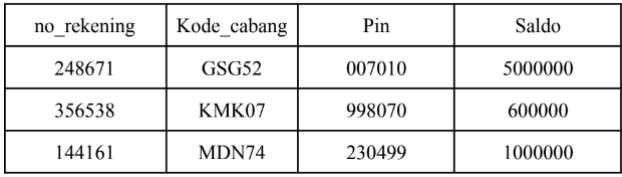 no_rekening Kode_cabang Pin Saldo
248671 GSG52 007010 5000000
356538 KMK07 998070 600000
144161 MDN74 230499 1000000